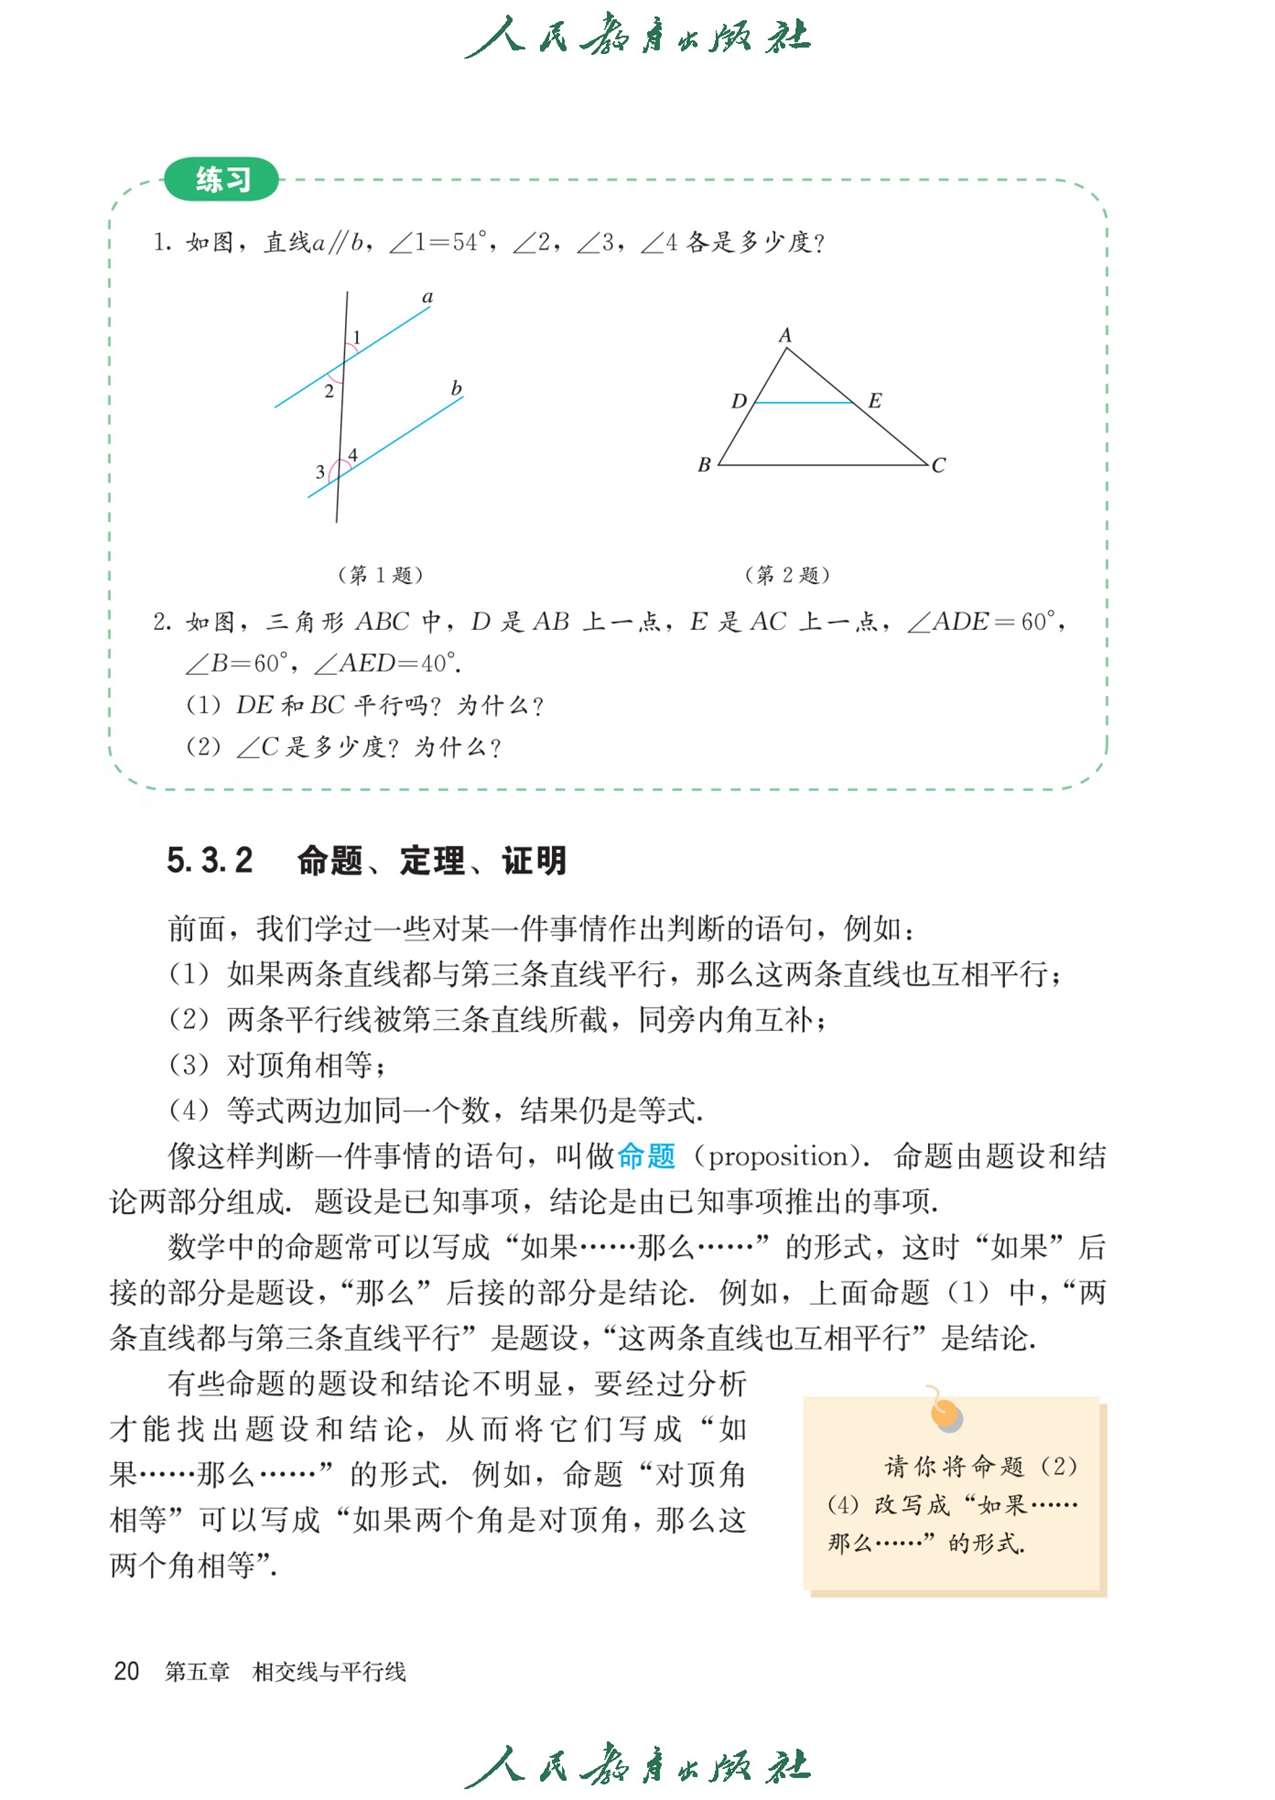 人民教育出版社
练习
1. 如图，直线a∥b，∠1=54°，∠2，∠3，∠4 各是多少度？
a
1
2
b
3
4
A
D
E
B
C
（第 1 题）
（第 2 题）
2. 如图，三角形 ABC 中，D 是 AB 上一点，E 是 AC 上一点，∠ADE=60°，
∠B=60°，∠AED=40°.
（1）DE 和 BC 平行吗？为什么？
（2）∠C 是多少度？为什么？
5.3.2 命题、定理、证明
前面，我们学过一些对某一件事情作出判断的语句，例如：
（1）如果两条直线都与第三条直线平行，那么这两条直线也互相平行；
（2）两条平行线被第三条直线所截，同旁内角互补；
（3）对顶角相等；
（4）等式两边加同一个数，结果仍是等式.
像这样判断一件事情的语句，叫做命题（proposition）. 命题由题设和结
论两部分组成. 题设是已知事项，结论是由已知事项推出的事项.
数学中的命题常可以写成“如果……那么……”的形式，这时“如果”后
接的部分是题设，“那么”后接的部分是结论. 例如，上面命题（1）中，“两
条直线都与第三条直线平行”是题设，“这两条直线也互相平行”是结论.
有些命题的题设和结论不明显，要经过分析
才能找出题设和结论，从而将它们写成“如
果……那么……”的形式. 例如，命题“对顶角
相等”可以写成“如果两个角是对顶角，那么这
两个角相等”.
请你将命题（2）
（4）改写成“如果……
那么……”的形式.
20 第五章 相交线与平行线
人民教育出版社